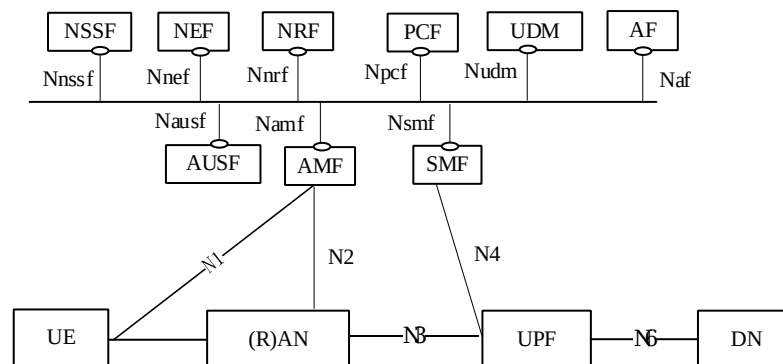 NSSF NEF NRF PCF UDM AF
Nnssf Nnef Nnrf Npcf Nudm Naf
Nausf Namf Nsmf
AUSF AMF SMF
N1 N2 N4
UE (R)AN N3 UPF N6 DN